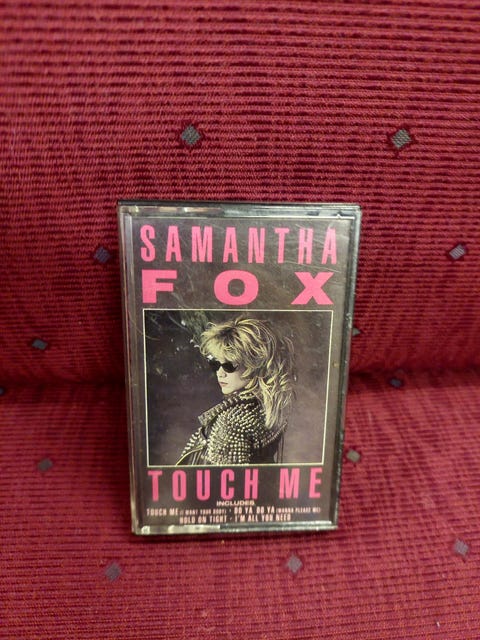 SAMANTHA
FOX
TOUCH ME
INCLUDES
TOUCH ME (I WANT YOUR BODY) • DO YA DO YA (WANNA PLEASE ME)
HOLD ON TIGHT • I'M ALL YOU NEED